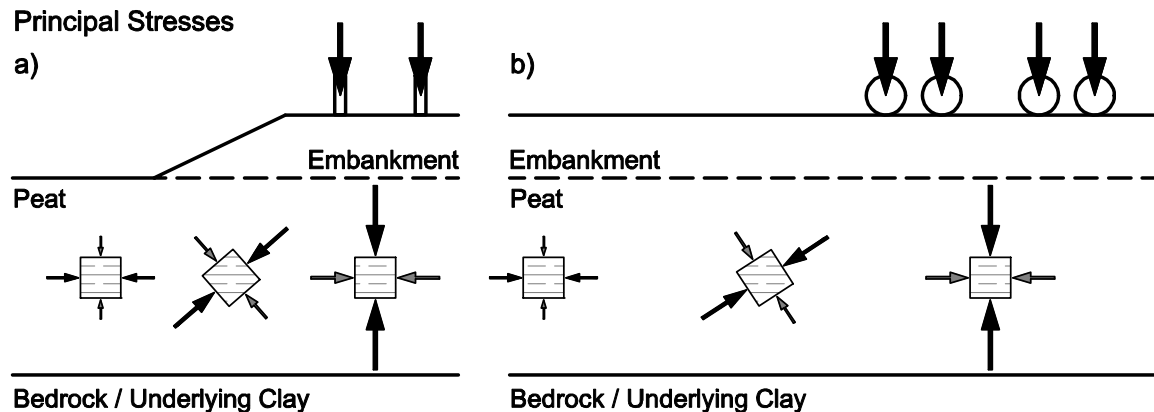 Principal Stresses
a)
b)
Embankment
Embankment
Peat
Peat
Bedrock / Underlying Clay
Bedrock / Underlying Clay